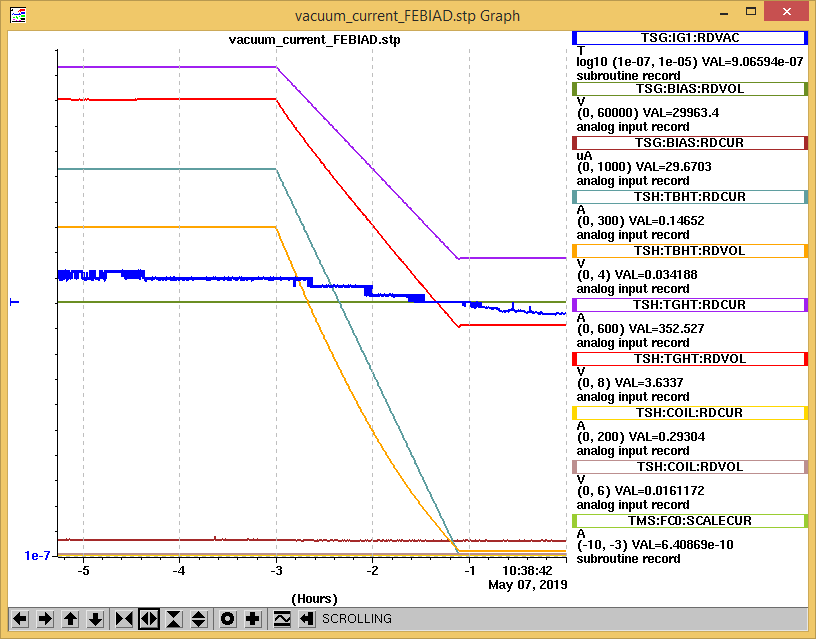 vacuum_current_FEBIAD.stp Graph
vacuum_current_FEBIAD.stp
T
1e-7
-5
-4
-3
-2
-1
10:38:42
May 07, 2019
(Hours)
TSG:IG1:RDVAC
T
log10 (1e-07, 1e-05) VAL=9.06594e-07
subroutine record
TSG:BIAS:RDVOL
V
(0, 60000) VAL=29963.4
analog input record
TSG:BIAS:RDCUR
uA
(0, 1000) VAL=29.6703
analog input record
TSH:TBHT:RDCUR
A
(0, 300) VAL=0.14652
analog input record
TSH:TBHT:RDVOL
V
(0, 4) VAL=0.034188
analog input record
TSH:TGHT:RDCUR
A
(0, 600) VAL=352.527
analog input record
TSH:TGHT:RDVOL
V
(0, 8) VAL=3.6337
analog input record
TSH:COIL:RDCUR
A
(0, 200) VAL=0.29304
analog input record
TSH:COIL:RDVOL
V
(0, 6) VAL=0.0161172
analog input record
TMS:FC0:SCALECUR
A
(-10, -3) VAL=6.40869e-10
subroutine record
SCROLLING